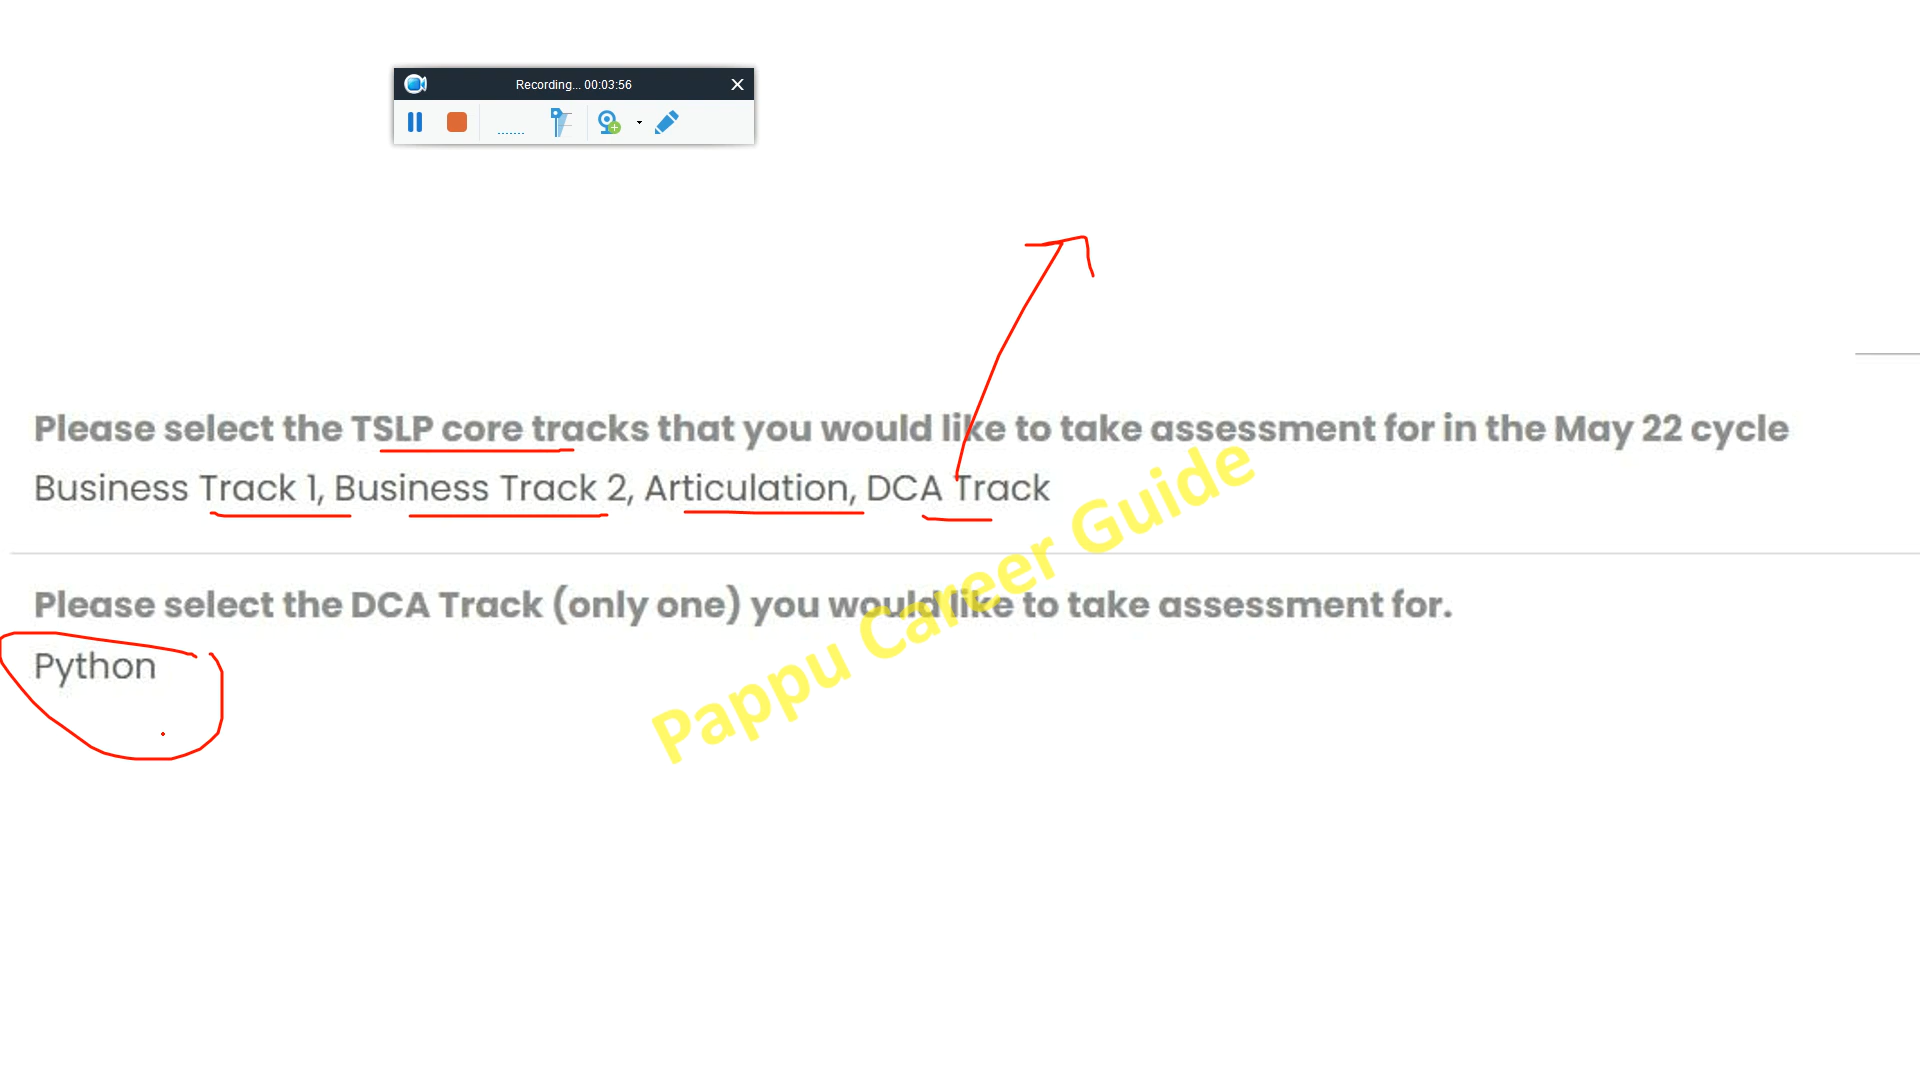 Recording... 00:03:56
Please select the TSLP core tracks that you would like to take assessment for in the May 22 cycle
Business Track 1, Business Track 2, Articulation, DCA Track
Please select the DCA Track (only one) you would like to take assessment for.
Python
Pappu Career Guide